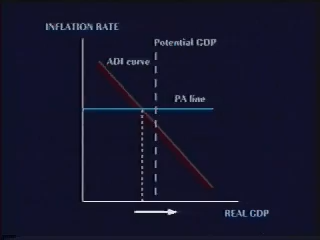 INFLATION RATE
Potential GDP
ADI curve
PA line
REAL GDP